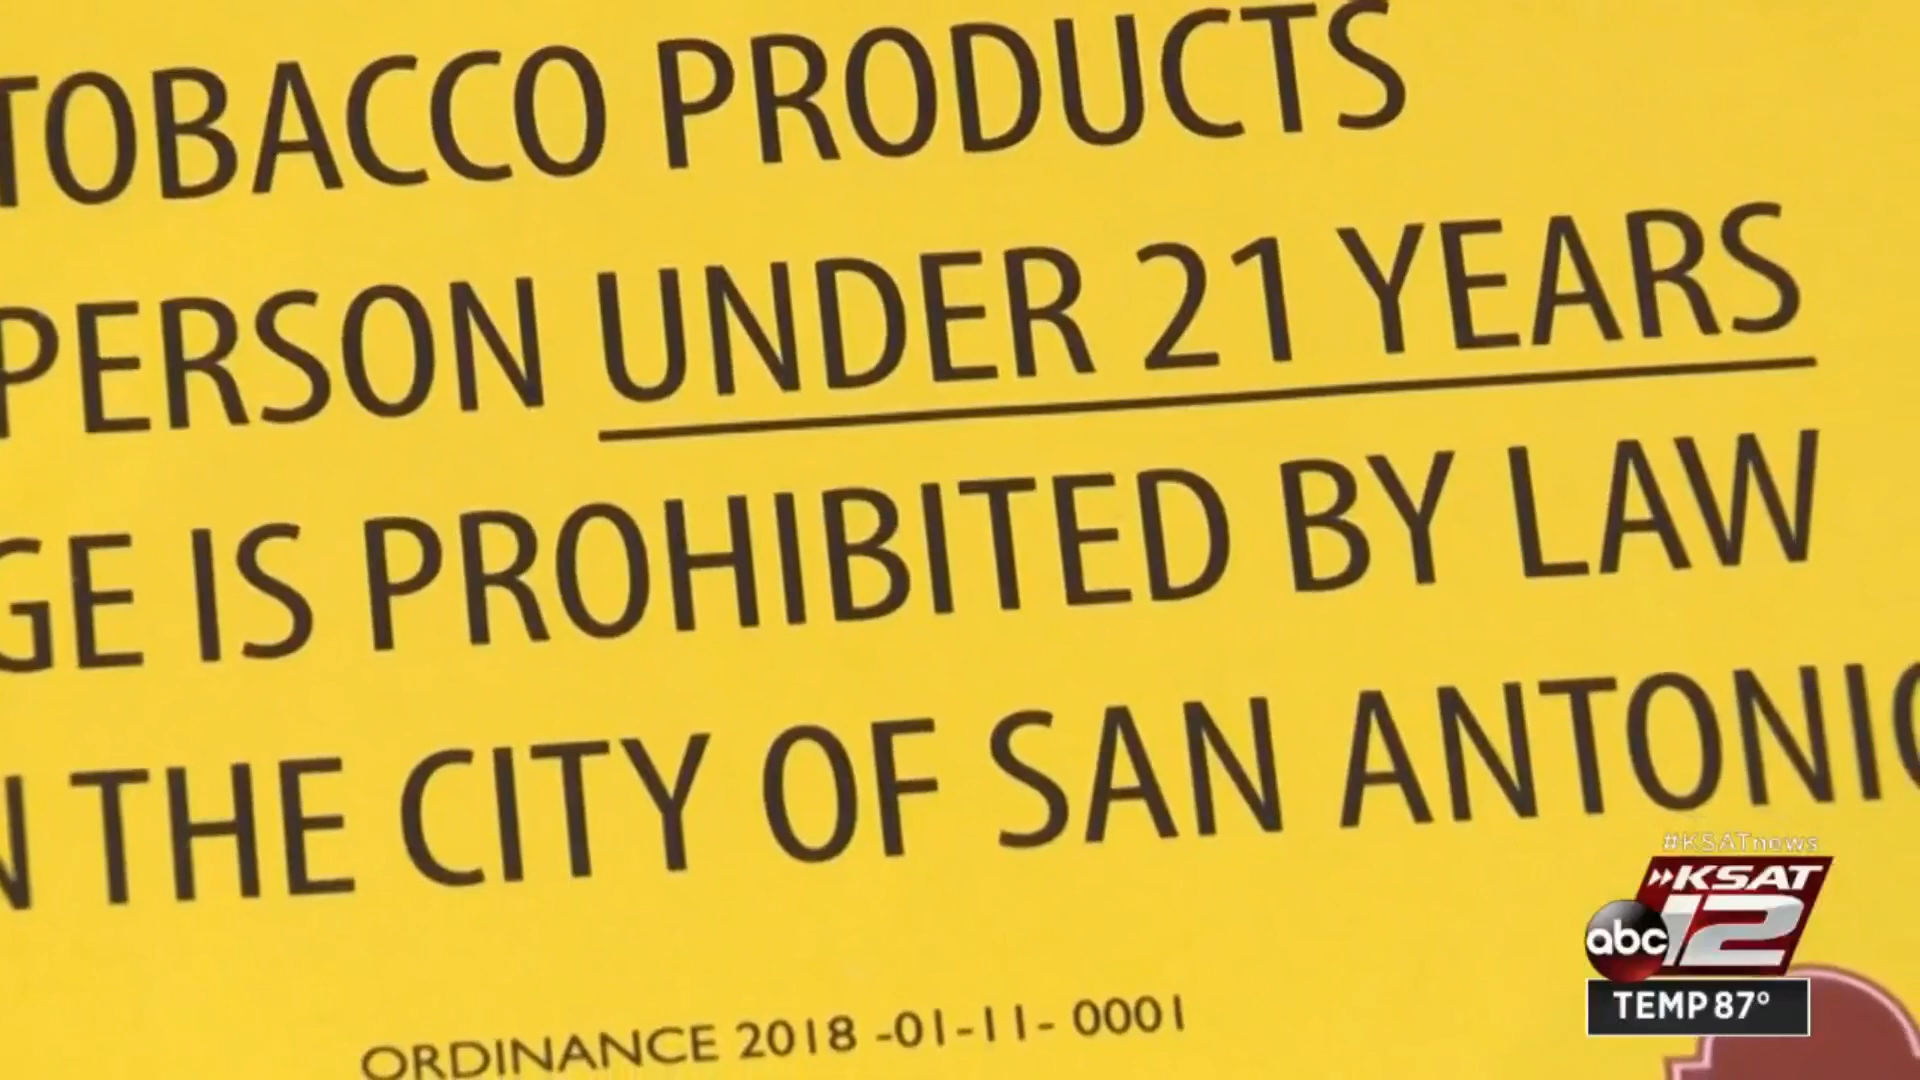 TOBACCO PRODUCTS
PERSON UNDER 21 YEARS
GE IS PROHIBITED BY LAW
N THE CITY OF SAN ANTONIO
ORDINANCE 2018 -01-11- 0001
#KSATnews
KSAT
abc 12
TEMP 87°